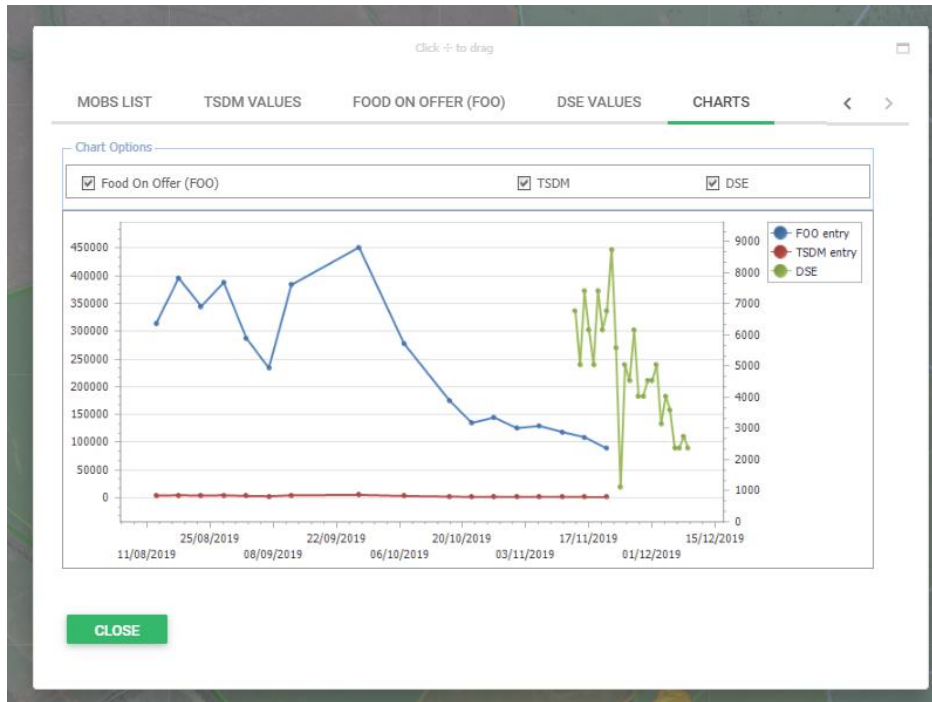 Click ✢ to drag
MOBS LIST TSDM VALUES FOOD ON OFFER (FOO) DSE VALUES CHARTS < >
Chart Options
Food On Offer (FOO) TSDM DSE
450000
400000
350000
300000
250000
200000
150000
100000
50000
0
9000
8000
7000
6000
5000
4000
3000
2000
1000
0
FOO entry
TSDM entry
DSE
25/08/2019 22/09/2019 20/10/2019 17/11/2019 15/12/2019
11/08/2019 08/09/2019 06/10/2019 03/11/2019 01/12/2019
CLOSE